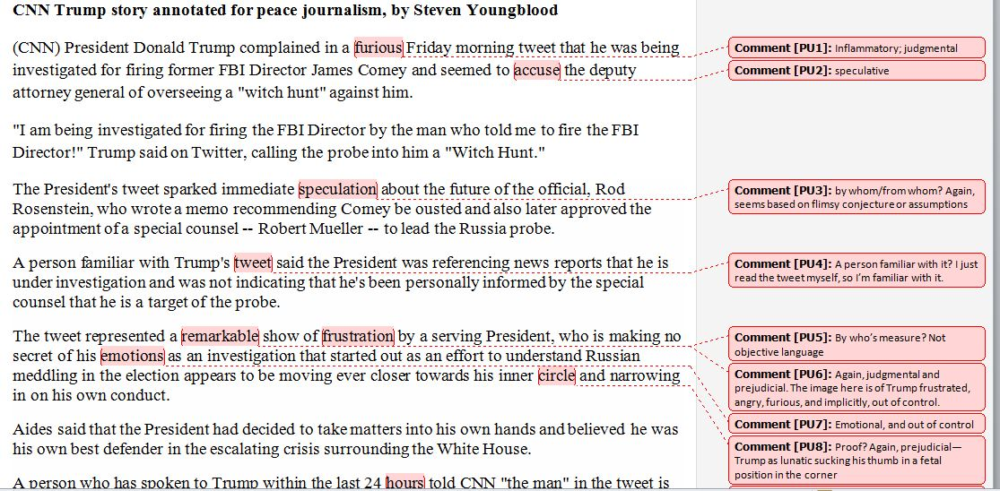 CNN Trump story annotated for peace journalism, by Steven Youngblood
(CNN) President Donald Trump complained in a furious Friday morning tweet that he was being
investigated for firing former FBI Director James Comey and seemed to accuse the deputy
attorney general of overseeing a "witch hunt" against him.
"I am being investigated for firing the FBI Director by the man who told me to fire the FBI
Director!" Trump said on Twitter, calling the probe into him a "Witch Hunt."
The President's tweet sparked immediate speculation about the future of the official, Rod
Rosenstein, who wrote a memo recommending Comey be ousted and also later approved the
appointment of a special counsel -- Robert Mueller -- to lead the Russia probe.
A person familiar with Trump's tweet said the President was referencing news reports that he is
under investigation and was not indicating that he's been personally informed by the special
counsel that he is a target of the probe.
The tweet represented a remarkable show of frustration by a serving President, who is making no
secret of his emotions as an investigation that started out as an effort to understand Russian
meddling in the election appears to be moving ever closer towards his inner circle and narrowing
in on his own conduct.
Aides said that the President had decided to take matters into his own hands and believed he was
his own best defender in the escalating crisis surrounding the White House.
A person who has spoken to Trump within the last 24 hours told CNN "the man" in the tweet is
Comment [PU1]: Inflammatory; judgmental
Comment [PU2]: speculative
Comment [PU3]: by whom/from whom? Again,
seems based on flimsy conjecture or assumptions
Comment [PU4]: A person familiar with it? I just
read the tweet myself, so I'm familiar with it.
Comment [PU5]: By who's measure? Not
objective language
Comment [PU6]: Again, judgmental and
prejudicial. The image here is of Trump frustrated,
angry, furious, and implicitly, out of control.
Comment [PU7]: Emotional, and out of control
Comment [PU8]: Proof? Again, prejudicial—
Trump as lunatic sucking his thumb in a fetal
position in the corner